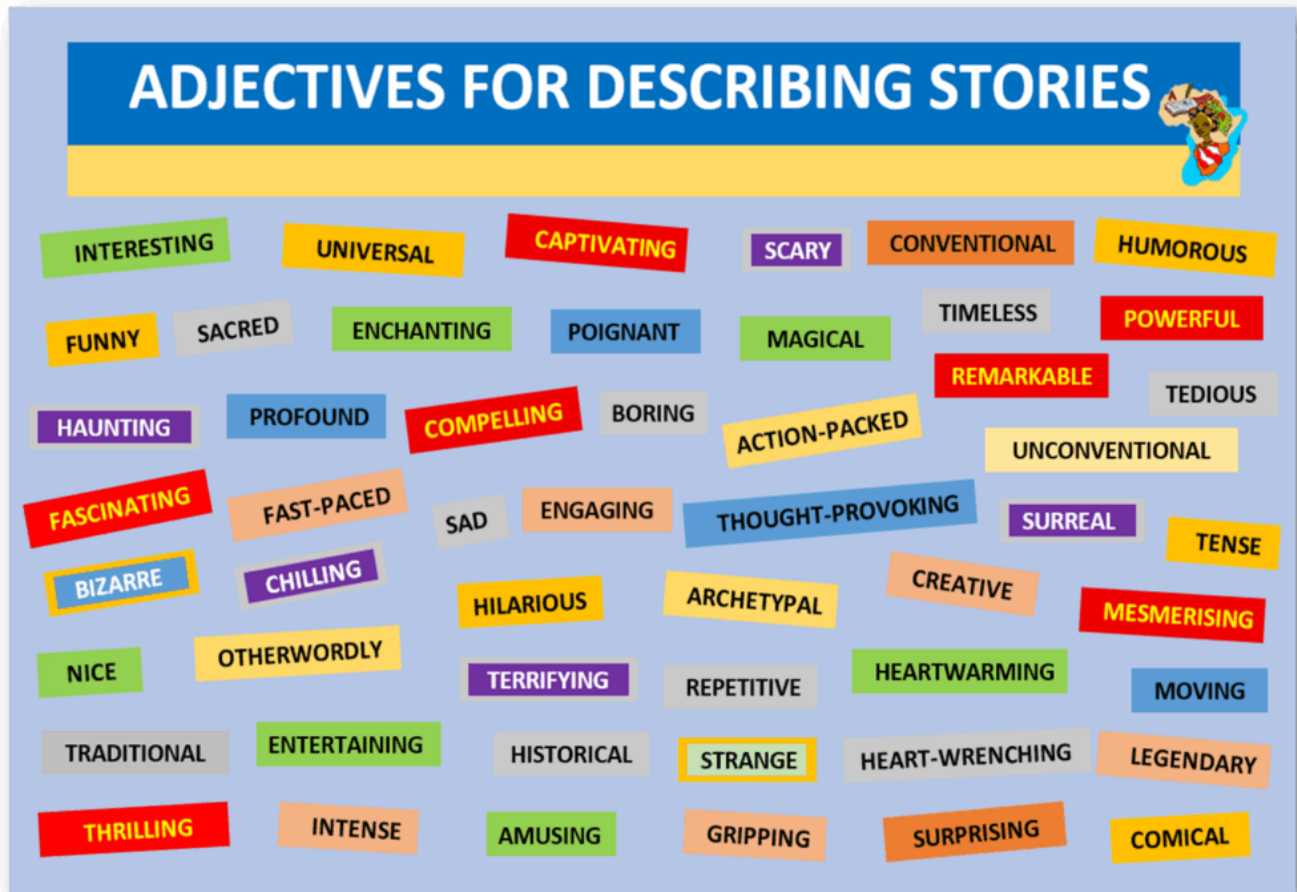 ADJECTIVES FOR DESCRIBING STORIES
INTERESTING
UNIVERSAL
CAPTIVATING
SCARY
CONVENTIONAL
HUMOROUS
FUNNY
SACRED
ENCHANTING
POIGNANT
MAGICAL
TIMELESS
POWERFUL
REMARKABLE
TEDIOUS
HAUNTING
PROFOUND
COMPELLING
BORING
ACTION-PACKED
UNCONVENTIONAL
FASCINATING
FAST-PACED
SAD
ENGAGING
THOUGHT-PROVOKING
SURREAL
TENSE
BIZARRE
CHILLING
HILARIOUS
ARCHETYPAL
CREATIVE
MESMERISING
NICE
OTHERWORDLY
TERRIFYING
REPETITIVE
HEARTWARMING
MOVING
TRADITIONAL
ENTERTAINING
HISTORICAL
STRANGE
HEART-WRENCHING
LEGENDARY
THRILLING
INTENSE
AMUSING
GRIPPING
SURPRISING
COMICAL